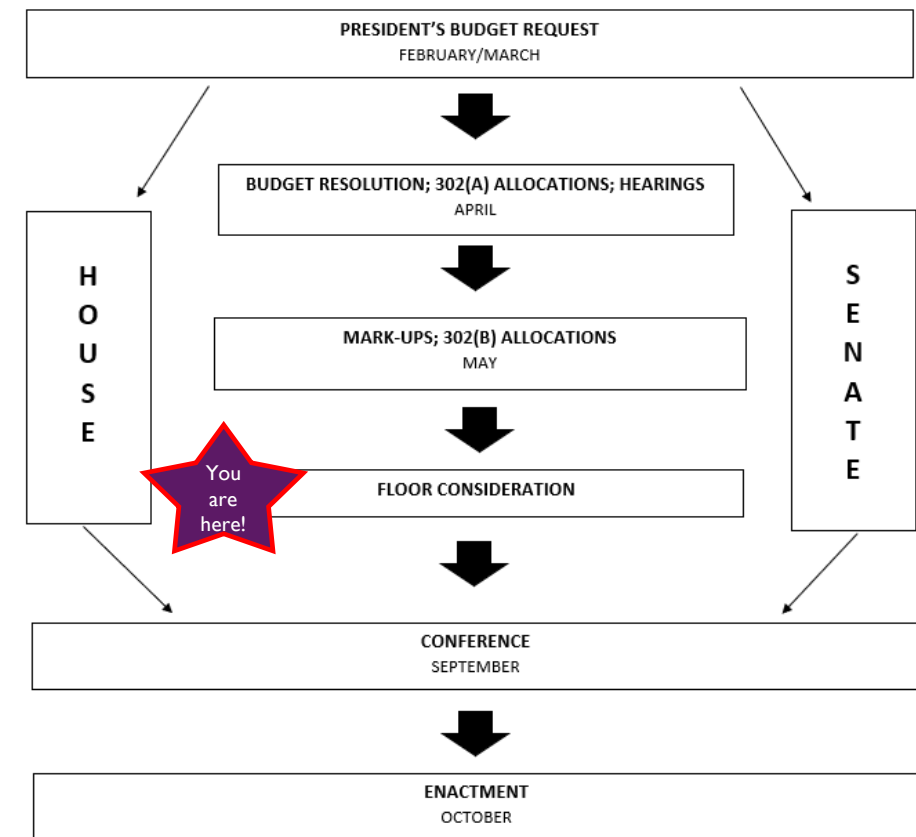 PRESIDENT'S BUDGET REQUEST
FEBRUARY/MARCH
BUDGET RESOLUTION; 302(A) ALLOCATIONS; HEARINGS
APRIL
H
O
U
S
E
S
E
N
A
T
E
MARK-UPS; 302(B) ALLOCATIONS
MAY
You
are
here!
FLOOR CONSIDERATION
CONFERENCE
SEPTEMBER
ENACTMENT
OCTOBER